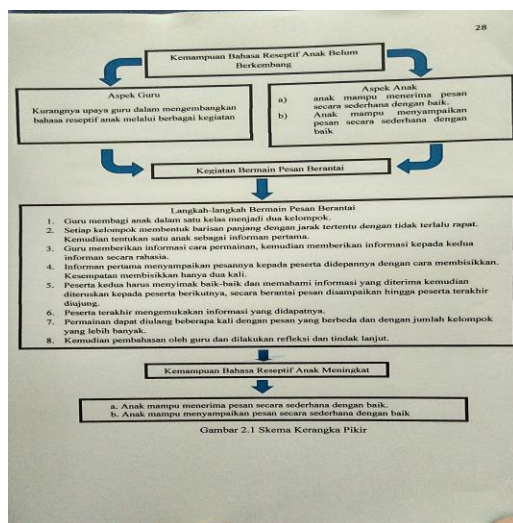 28
Kemampuan Bahasa Reseptif Anak Belum
Berkembang
Aspek Guru
Kurangnya upaya guru dalam mengembangkan
bahasa reseptif anak melalui berbagai kegiatan
Aspek Anak
a) anak mampu menerima pesan
secara sederhana dengan baik.
b) Anak mampu menyampaikan
pesan secara sederhana dengan
baik
Kegiatan Bermain Pesan Berantai
Langkah-langkah Bermain Pesan Berantai
1. Guru membagi anak dalam satu kelas menjadi dua kelompok.
2. Setiap kelompok membentuk barisan panjang dengan jarak tertentu dengan tidak terlalu rapat.
Kemudian tentukan satu anak sebagai informan pertama.
3. Guru memberikan informasi cara permainan, kemudian memberikan informasi kepada kedua
informan secara rahasia.
4. Informan pertama menyampaikan pesannya kepada peserta didepannya dengan cara membisikkan.
Kesempatan membisikkan hanya dua kali.
5. Peserta kedua harus menyimak baik-baik dan memahami informasi yang diterima kemudian
diteruskan kepada peserta berikutnya, secara berantai pesan disampaikan hingga peserta terakhir
diujung.
6. Peserta terakhir mengemukakan informasi yang didapatnya.
7. Permainan dapat diulang beberapa kali dengan pesan yang berbeda dan dengan jumlah kelompok
yang lebih banyak.
8. Kemudian pembahasan oleh guru dan dilakukan refleksi dan tindak lanjut.
Kemampuan Bahasa Reseptif Anak Meningkat
a. Anak mampu menerima pesan secara sederhana dengan baik.
b. Anak mampu menyampaikan pesan secara sederhana dengan baik
Gambar 2.1 Skema Kerangka Pikir